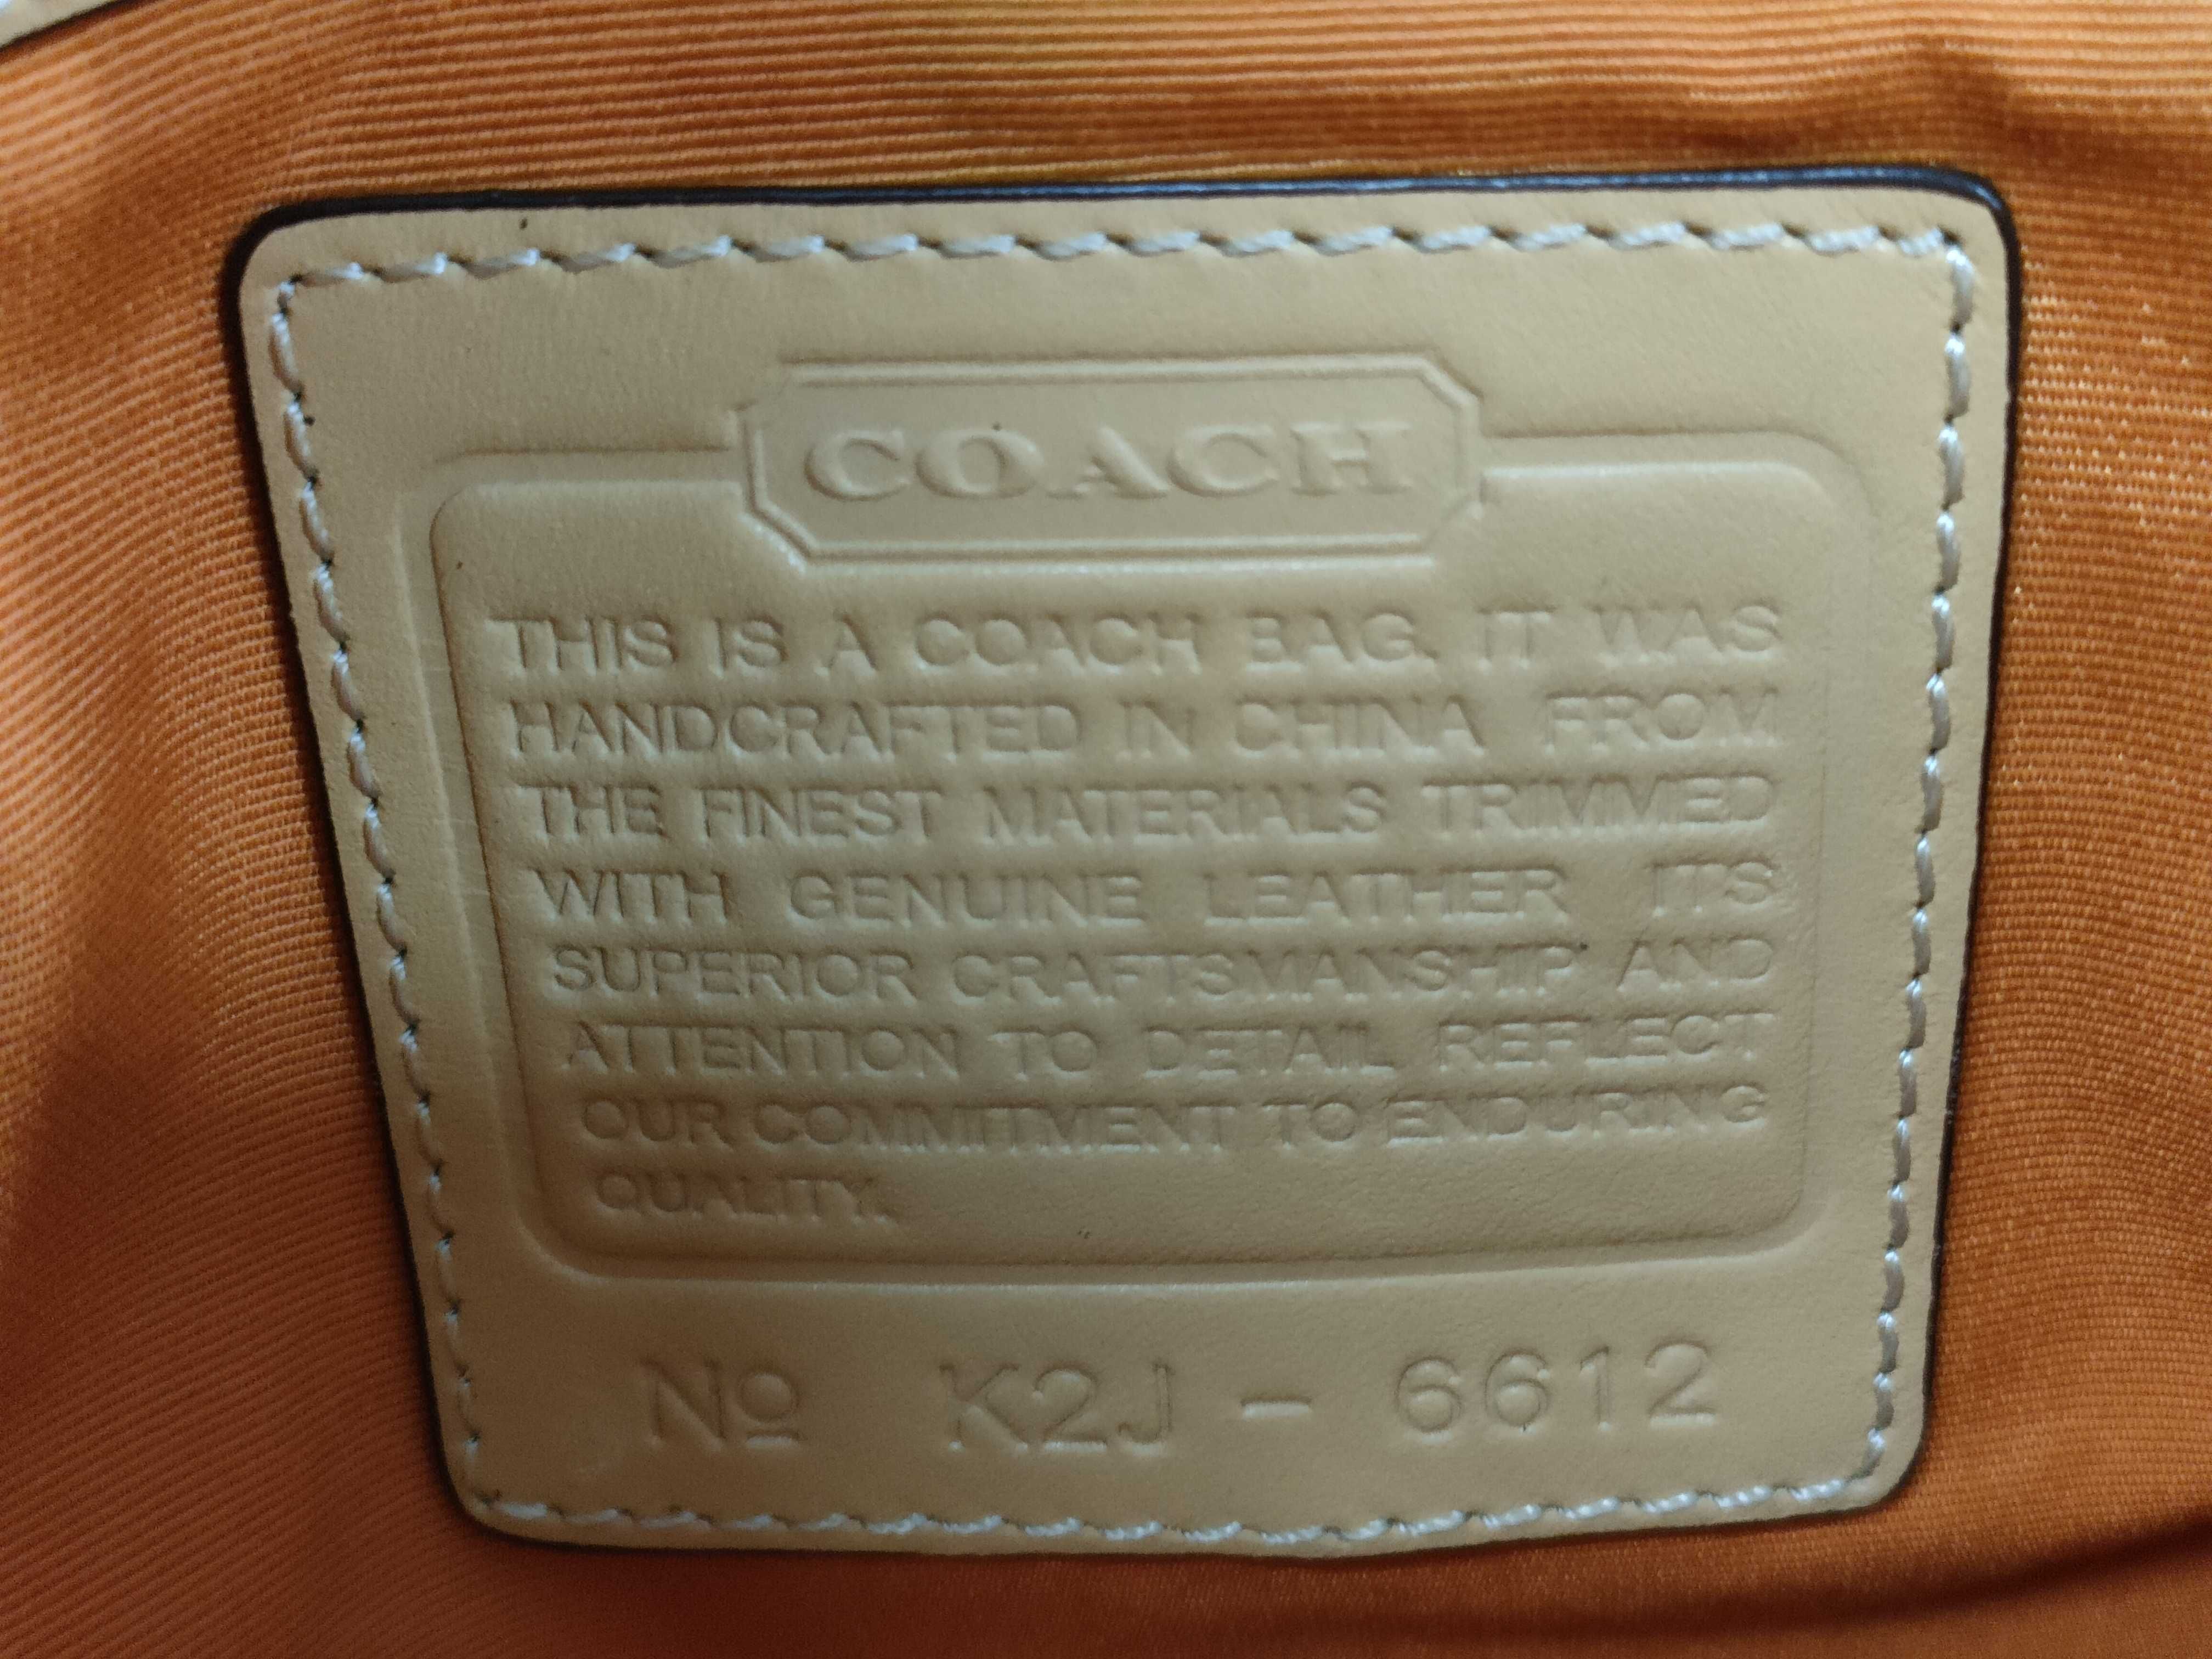 COACH
THIS IS A COACH BAG. IT WAS
HANDCRAFTED IN CHINA FROM
THE FINEST MATERIALS TRIMMED
WITH GENUINE LEATHER ITS
SUPERIOR CRAFTSMANSHIP AND
ATTENTION TO DETAIL REFLECT
OUR COMMITMENT TO ENDURING
QUALITY.
Nº K2J - 6612